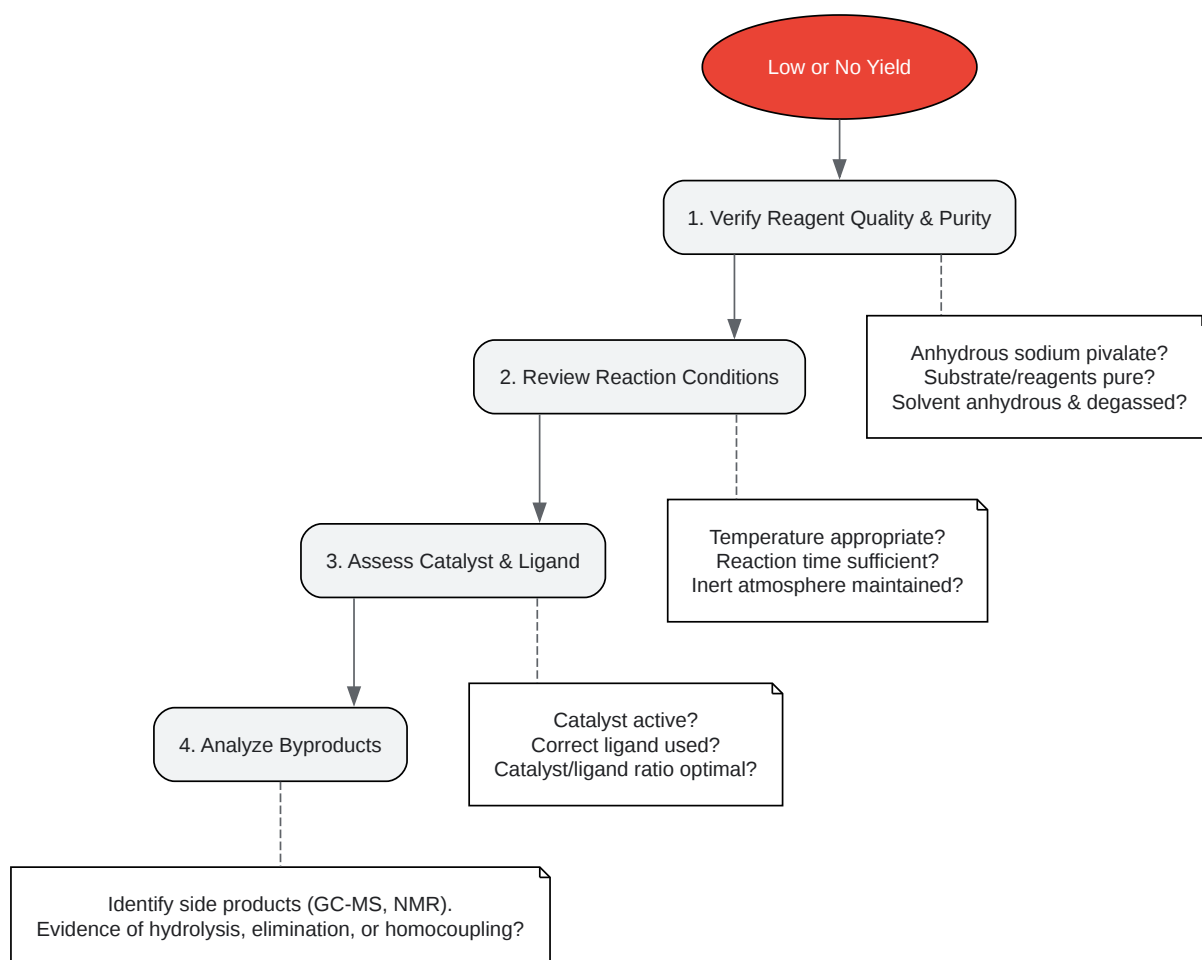 Low or No Yield
1. Verify Reagent Quality & Purity
Anhydrous sodium pivalate?
Substrate/reagents pure?
Solvent anhydrous & degassed?
2. Review Reaction Conditions
Temperature appropriate?
Reaction time sufficient?
Inert atmosphere maintained?
3. Assess Catalyst & Ligand
Catalyst active?
Correct ligand used?
Catalyst/ligand ratio optimal?
4. Analyze Byproducts
Identify side products (GC-MS, NMR).
Evidence of hydrolysis, elimination, or homocoupling?